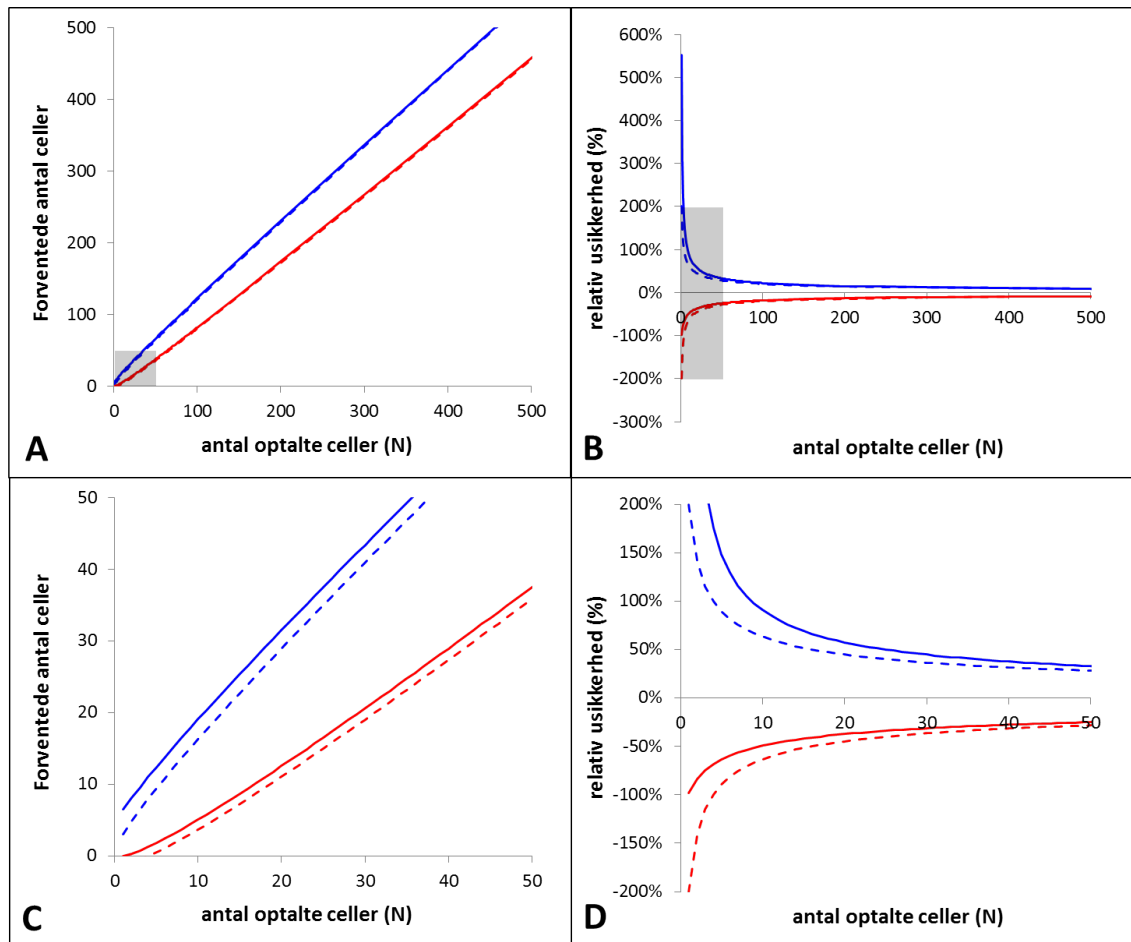 500
400
300
200
100
0
0 100 200 300 400 500
Forventede antal celler
antal optalte celler (N)
A
600%
500%
400%
300%
200%
100%
0%
-100%
-200%
-300%
0 100 200 300 400 500
relativ usikkerhed (%)
antal optalte celler (N)
B
50
40
30
20
10
0
0 10 20 30 40 50
Forventede antal celler
antal optalte celler (N)
C
200%
150%
100%
50%
0%
-50%
-100%
-150%
-200%
0 10 20 30 40 50
relativ usikkerhed (%)
antal optalte celler (N)
D